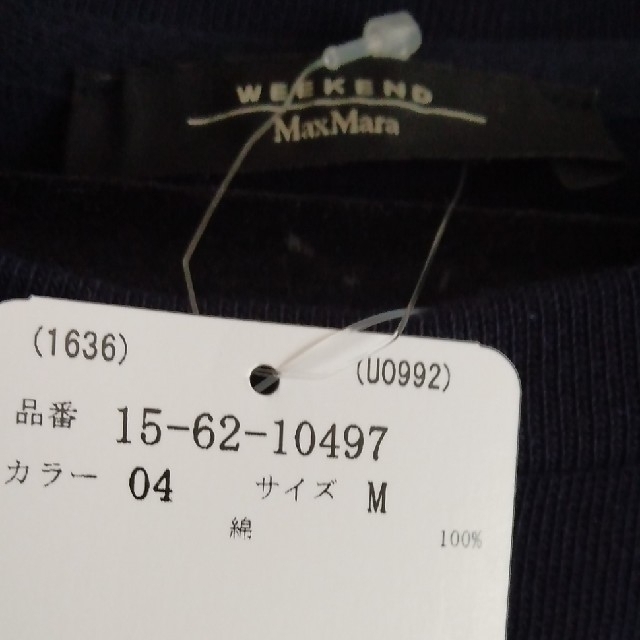 WEEKEND
MaxMara
(1636) (U0992)
品番 15-62-10497
カラー 04 サイズ M
綿 100%